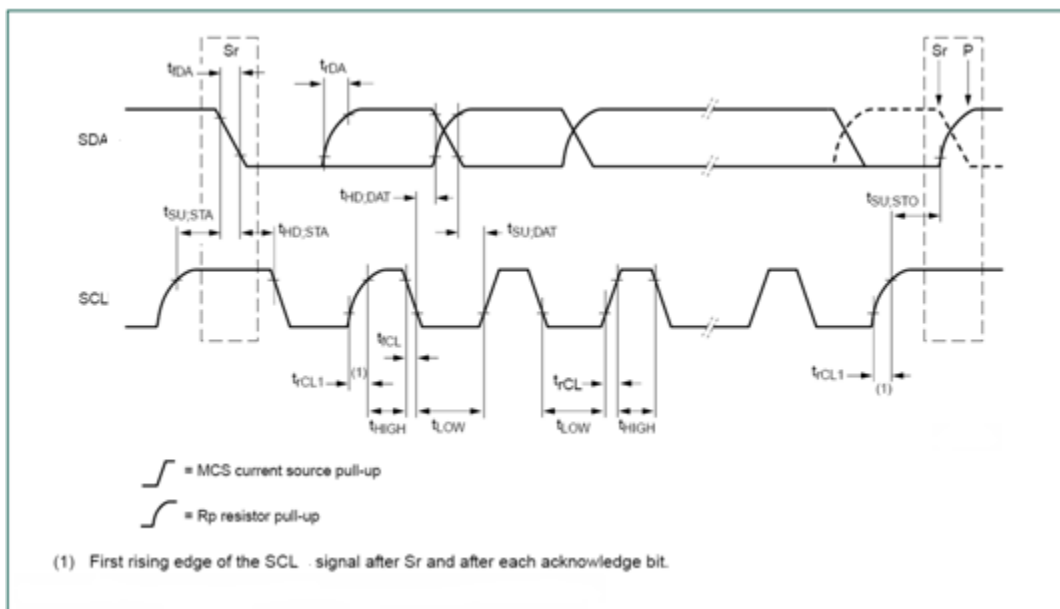 Sr
Sr P
tfDA
trDA
SDA
tHD;DAT
tSU;STA
tHD;STA
tSU;DAT
tSU;STO
SCL
tfCL
trCL1
(1)
trCL
trCL1
(1)
tHIGH
tLOW
tLOW
tHIGH
= MCS current source pull-up
= Rp resistor pull-up
(1) First rising edge of the SCL signal after Sr and after each acknowledge bit.